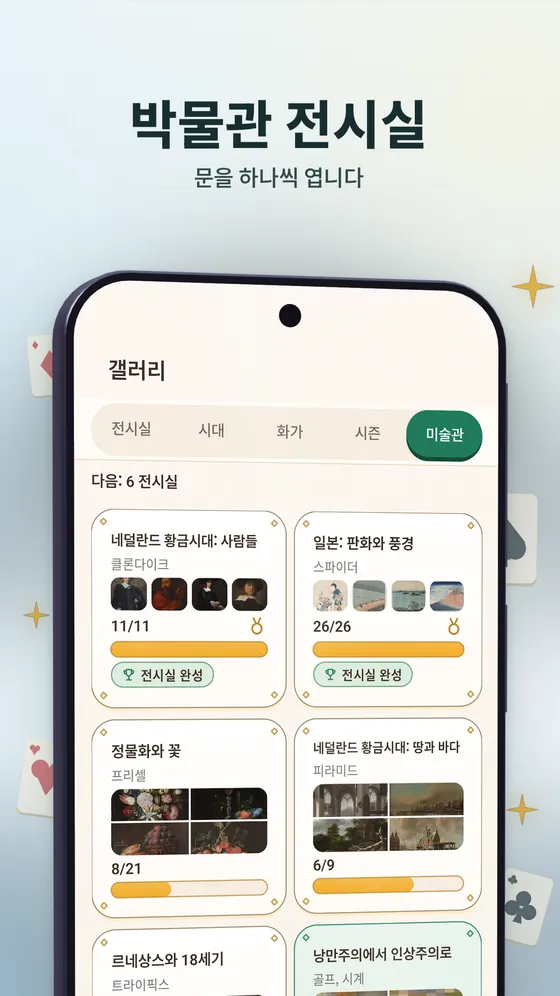 박물관 전시실
문을 하나씩 엽니다
갤러리
전시실 시대 화가 시즌 미술관
다음: 6 전시실
네덜란드 황금시대: 사람들
클론다이크
11/11
전시실 완성
일본: 판화와 풍경
스파이더
26/26
전시실 완성
정물화와 꽃
프리셀
8/21
네덜란드 황금시대: 땅과 바다
피라미드
6/9
르네상스와 18세기
트라이픽스
낭만주의에서 인상주의로
골프, 시계